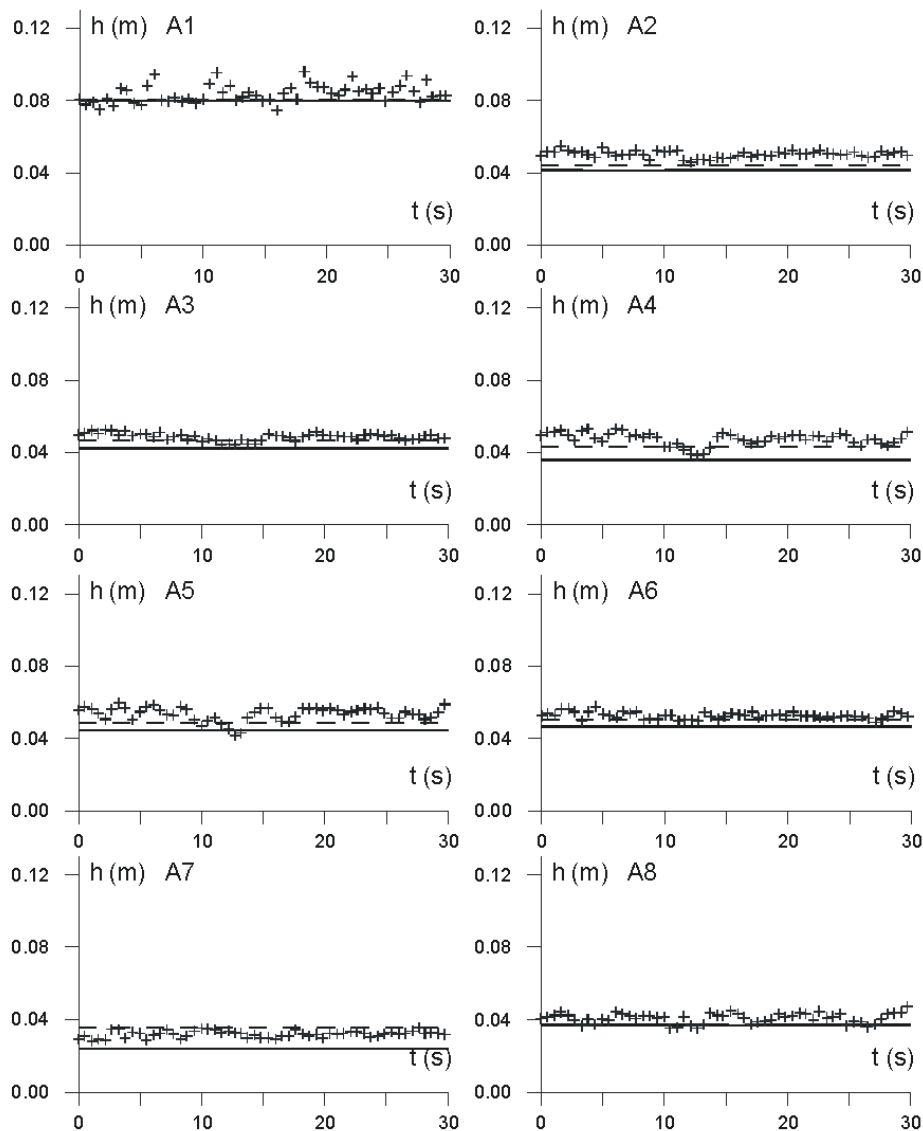 0.12 h (m) A1
0.08
0.04 t (s)
0.00
0 10 20 30
0.12 h (m) A2
0.08
0.04 t (s)
0.00
0 10 20 30
0.12 h (m) A3
0.08
0.04
t (s)
0.00
0 10 20 30
0.12 h (m) A4
0.08
0.04
t (s)
0.00
0 10 20 30
0.12 h (m) A5
0.08
0.04
t (s)
0.00
0 10 20 30
0.12 h (m) A6
0.08
0.04
t (s)
0.00
0 10 20 30
0.12 h (m) A7
0.08
0.04
t (s)
0.00
0 10 20 30
0.12 h (m) A8
0.08
0.04
t (s)
0.00
0 10 20 30